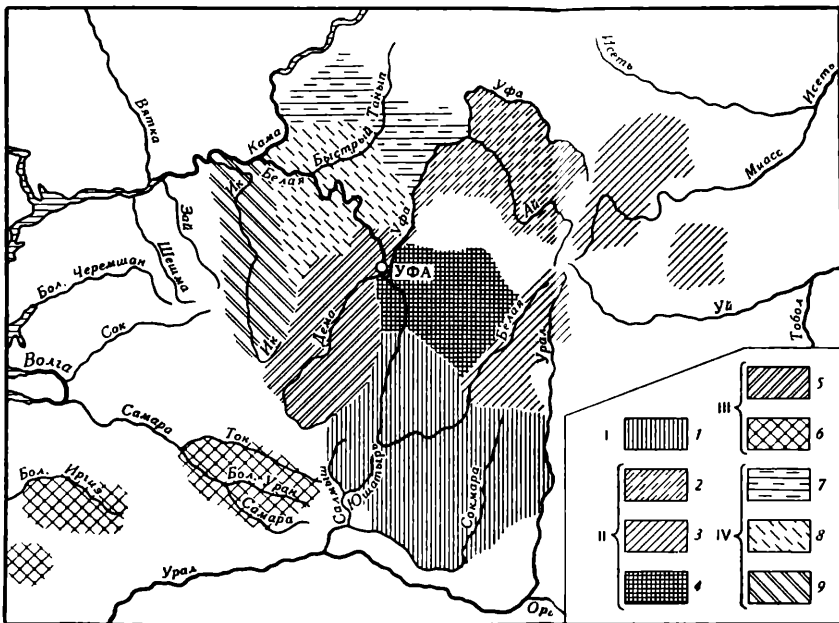 Вятка
Кама
Быстрый Танып
Уфа
Исеть
Исеть
Миасс
Белая
Ик
Зай
Шешма
Бол. Черемшан
Сок
Волга
Уфа
Ай
УФА
Дема
Ик
Белая
Урал
Уй
Тобол
Самара
Ток
Бол. Уран
Самара
Бол. Иргиз
Салмыш
Юшатырь
Сакмара
Урал
Орь
I
1
II
2
3
4
III
5
6
IV
7
8
9